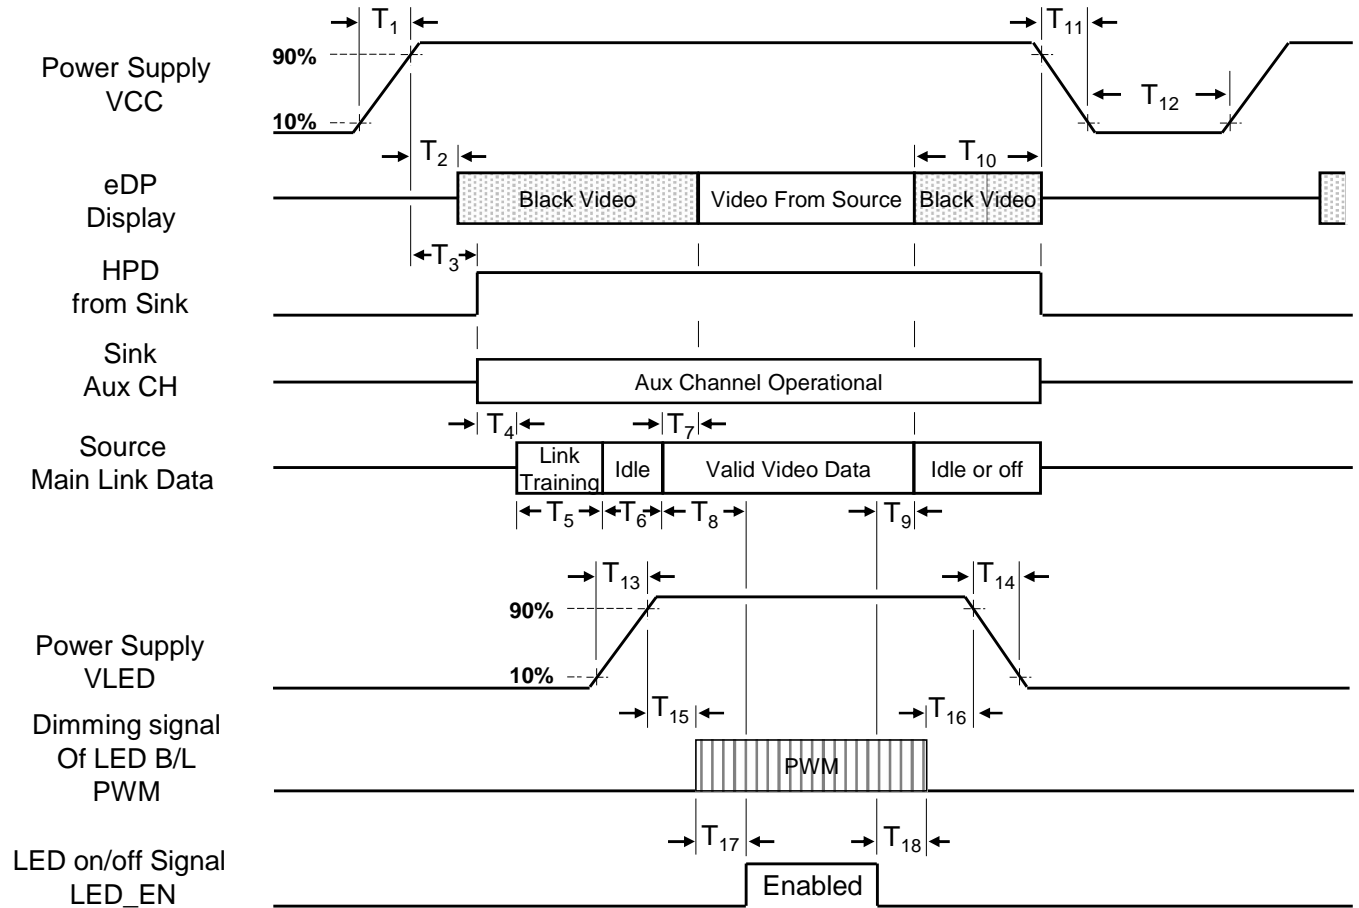 T1
T11
90%
Power Supply
VCC
T12
10%
T2
T10
eDP
Display
Black Video
Video From Source
Black Video
T3
HPD
from Sink
Sink
Aux CH
Aux Channel Operational
T4
T7
Source
Main Link Data
Link
Training
Idle
Valid Video Data
Idle or off
T5
T6
T8
T9
T13
T14
90%
Power Supply
VLED
10%
T15
T16
Dimming signal
Of LED B/L
PWM
PWM
T17
T18
LED on/off Signal
LED_EN
Enabled